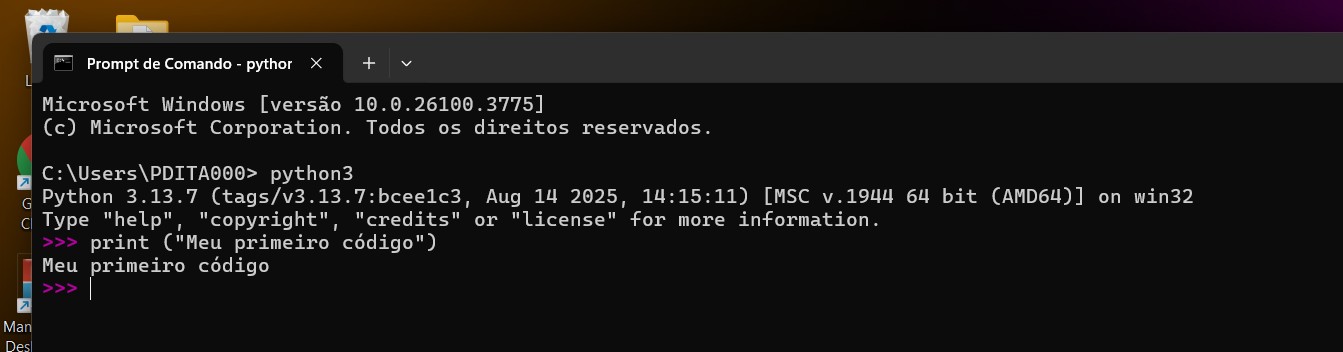 Prompt de Comando - python
Microsoft Windows [versão 10.0.26100.3775]
(c) Microsoft Corporation. Todos os direitos reservados.
C:\Users\PDITA000> python3
Python 3.13.7 (tags/v3.13.7:bcee1c3, Aug 14 2025, 14:15:11) [MSC v.1944 64 bit (AMD64)] on win32
Type "help", "copyright", "credits" or "license" for more information.
>>> print ("Meu primeiro código")
Meu primeiro código
>>>